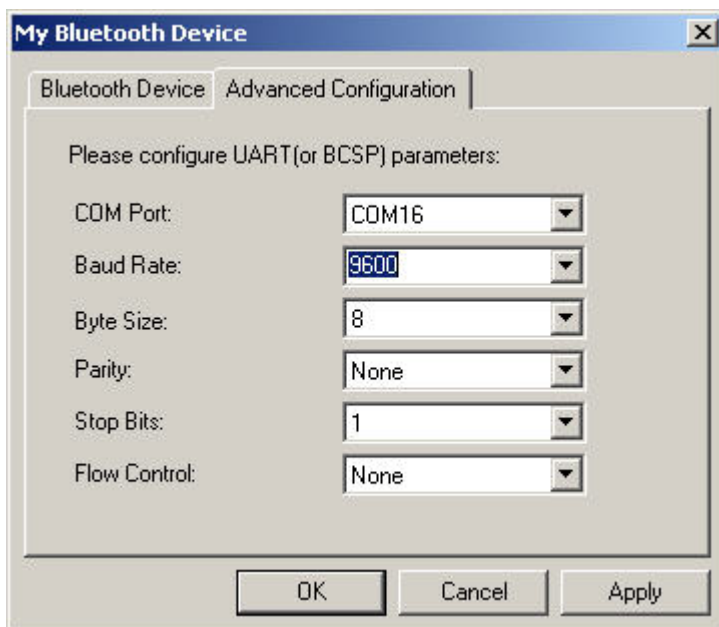 My Bluetooth Device
Bluetooth Device Advanced Configuration
Please configure UART(or BCSP) parameters:
COM Port: COM16
Baud Rate: 9600
Byte Size: 8
Parity: None
Stop Bits: 1
Flow Control: None
OK Cancel Apply